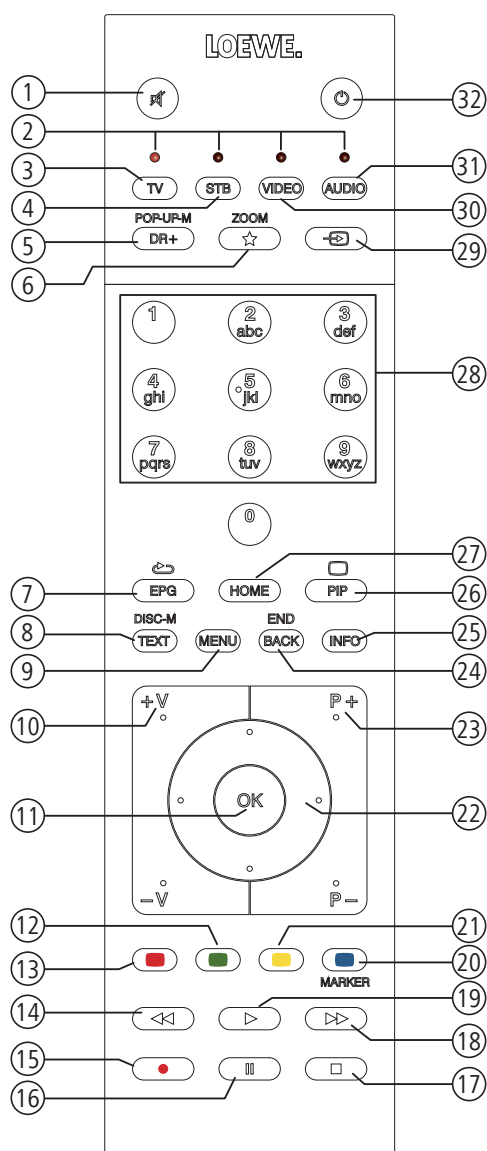 LOEWE.
1 32
2
3 TV STB VIDEO AUDIO 31
4 30
POP-UP-M ZOOM
5 DR+ 29
6
1 2 3
abc def
28
4 5 6
ghi jkl mno
7 8 9
pqrs tuv wxyz
0
27
7 EPG HOME PIP 26
DISC-M END
8 TEXT MENU BACK INFO 25
9 24
10 +V P+ 23
11 OK 22
-V P-
12 21
13 20
MARKER
14 19
18
15
16 17